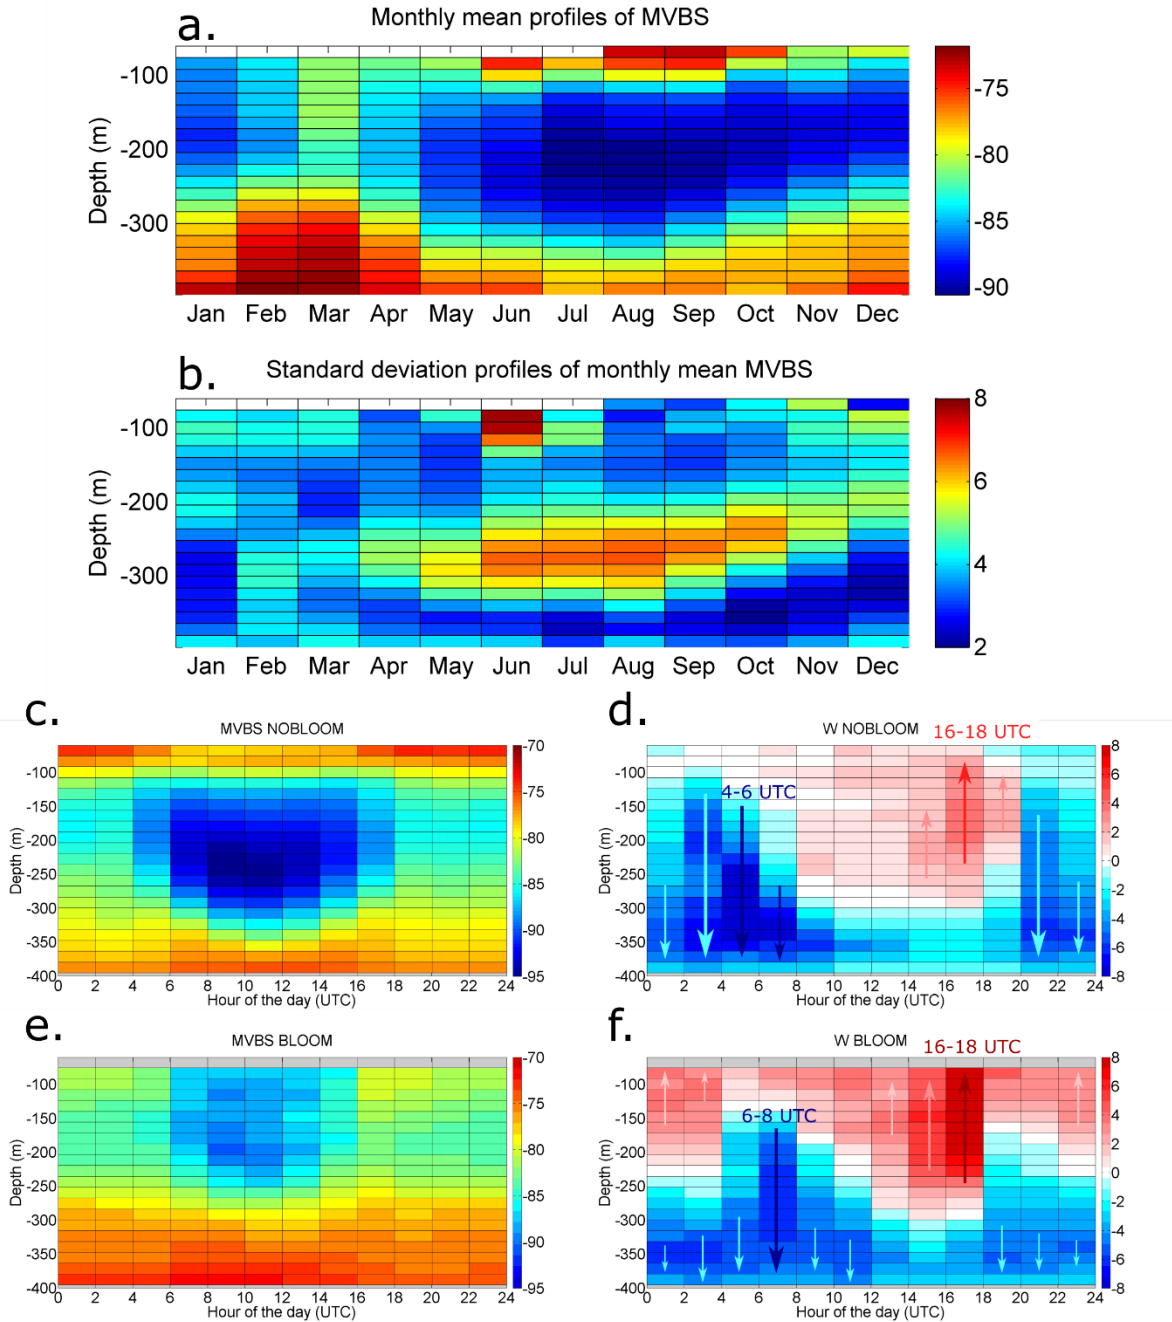 a.
Monthly mean profiles of MVBS
Depth (m)
-100
-200
-300
Jan Feb Mar Apr May Jun Jul Aug Sep Oct Nov Dec
-75
-80
-85
-90
b.
Standard deviation profiles of monthly mean MVBS
Depth (m)
-100
-200
-300
Jan Feb Mar Apr May Jun Jul Aug Sep Oct Nov Dec
8
6
4
2
c.
MVBS NOBLOOM
Depth (m)
-100
-150
-200
-250
-300
-350
-400
0 2 4 6 8 10 12 14 16 18 20 22 24
Hour of the day (UTC)
-70
-75
-80
-85
-90
-95
d.
W NOBLOOM
16-18 UTC
4-6 UTC
Depth (m)
-100
-150
-200
-250
-300
-350
-400
0 2 4 6 8 10 12 14 16 18 20 22 24
Hour of the day (UTC)
8
6
4
2
0
-2
-4
-6
-8
e.
MVBS BLOOM
Depth (m)
-100
-150
-200
-250
-300
-350
-400
0 2 4 6 8 10 12 14 16 18 20 22 24
Hour of the day (UTC)
-70
-75
-80
-85
-90
-95
f.
W BLOOM
16-18 UTC
6-8 UTC
Depth (m)
-100
-150
-200
-250
-300
-350
-400
0 2 4 6 8 10 12 14 16 18 20 22 24
Hour of the day (UTC)
8
6
4
2
0
-2
-4
-6
-8